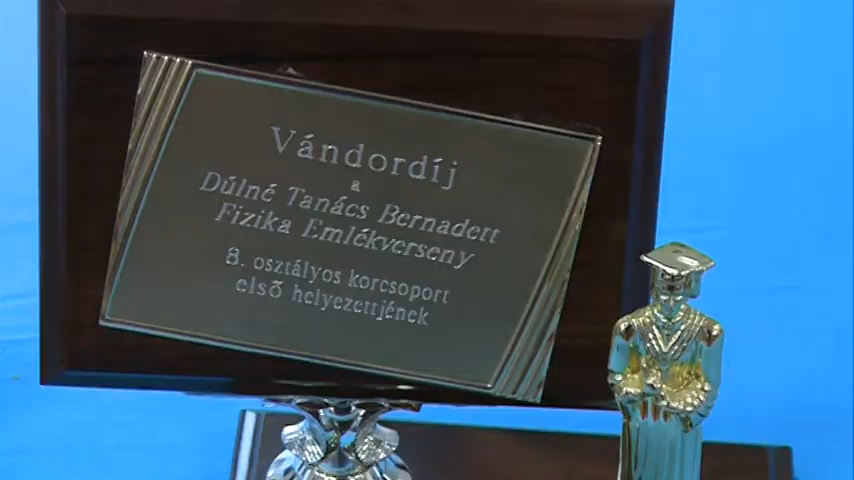 Vándordíj
a
Dúlné Tanács Bernadett
Fizika Emlékverseny
8. osztályos korcsoport
első helyezettjének